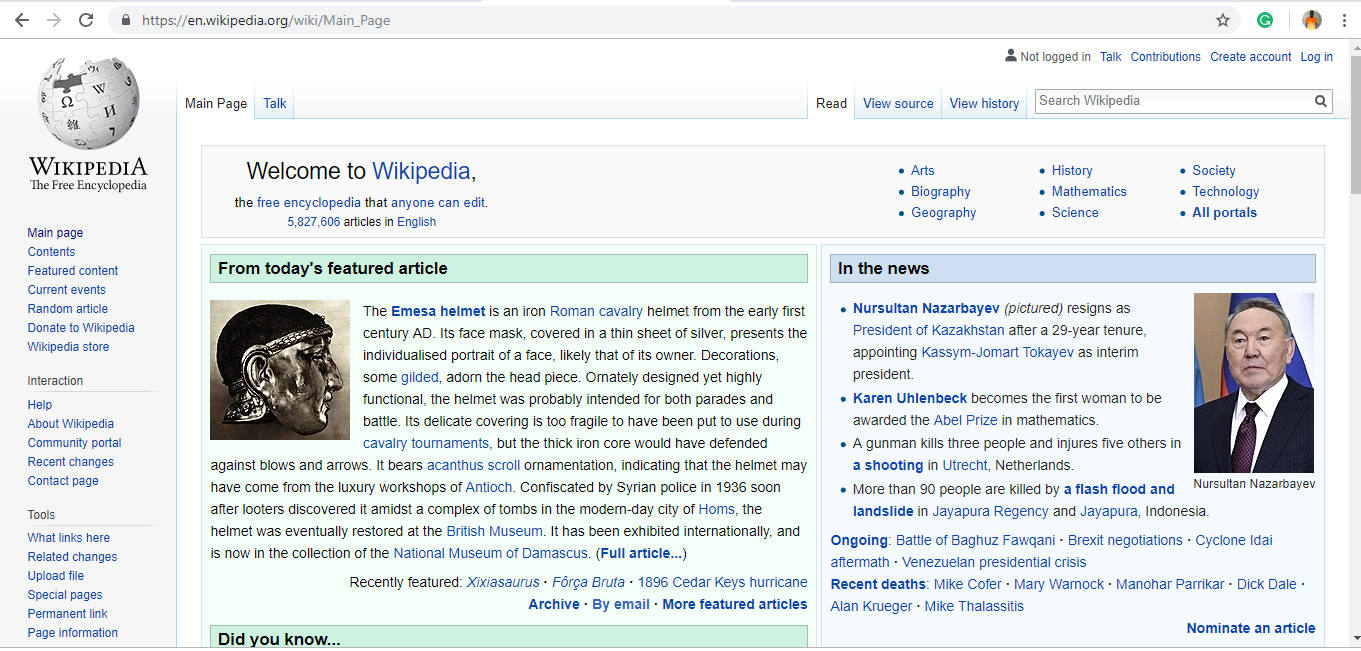 https://en.wikipedia.org/wiki/Main_Page
Not logged in Talk Contributions Create account Log in
Main Page Talk Read View source View history Search Wikipedia
Ω W И 維 7
WIKIPEDIA
The Free Encyclopedia
Main page
Contents
Featured content
Current events
Random article
Donate to Wikipedia
Wikipedia store
Interaction
Help
About Wikipedia
Community portal
Recent changes
Contact page
Tools
What links here
Related changes
Upload file
Special pages
Permanent link
Page information
Welcome to Wikipedia,
the free encyclopedia that anyone can edit.
5,827,606 articles in English
• Arts
• Biography
• Geography
• History
• Mathematics
• Science
• Society
• Technology
• All portals
From today's featured article
The Emesa helmet is an iron Roman cavalry helmet from the early first
century AD. Its face mask, covered in a thin sheet of silver, presents the
individualised portrait of a face, likely that of its owner. Decorations,
some gilded, adorn the head piece. Ornately designed yet highly
functional, the helmet was probably intended for both parades and
battle. Its delicate covering is too fragile to have been put to use during
cavalry tournaments, but the thick iron core would have defended
against blows and arrows. It bears acanthus scroll ornamentation, indicating that the helmet may
have come from the luxury workshops of Antioch. Confiscated by Syrian police in 1936 soon
after looters discovered it amidst a complex of tombs in the modern-day city of Homs, the
helmet was eventually restored at the British Museum. It has been exhibited internationally, and
is now in the collection of the National Museum of Damascus. (Full article...)
Recently featured: Xixiasaurus · Fôrça Bruta · 1896 Cedar Keys hurricane
Archive · By email · More featured articles
Did you know...
In the news
• Nursultan Nazarbayev (pictured) resigns as
President of Kazakhstan after a 29-year tenure,
appointing Kassym-Jomart Tokayev as interim
president.
• Karen Uhlenbeck becomes the first woman to be
awarded the Abel Prize in mathematics.
• A gunman kills three people and injures five others in
a shooting in Utrecht, Netherlands.
• More than 90 people are killed by a flash flood and
landslide in Jayapura Regency and Jayapura, Indonesia.
Nursultan Nazarbayev
Ongoing: Battle of Baghuz Fawqani · Brexit negotiations · Cyclone Idai
aftermath · Venezuelan presidential crisis
Recent deaths: Mike Cofer · Mary Warnock · Manohar Parrikar · Dick Dale ·
Alan Krueger · Mike Thalassitis
Nominate an article